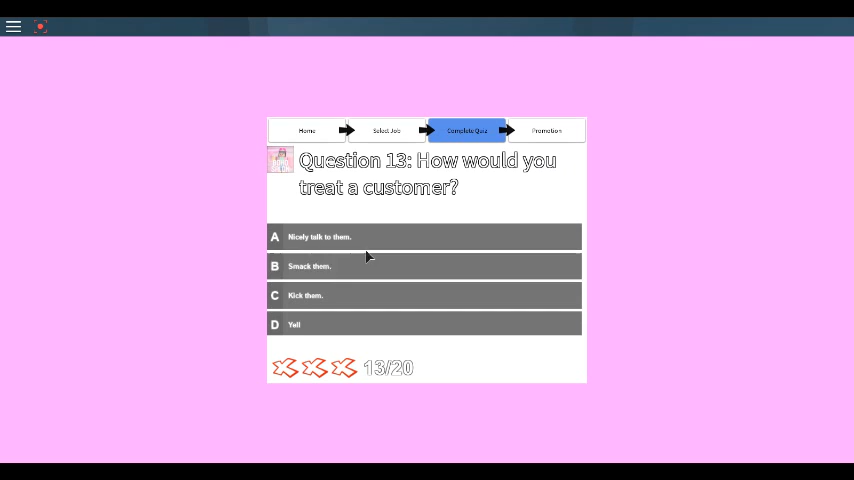 Home Select Job Complete Quiz Promotion
Question 13: How would you
treat a customer?
A Nicely talk to them.
B Smack them.
C Kick them.
D Yell
13/20